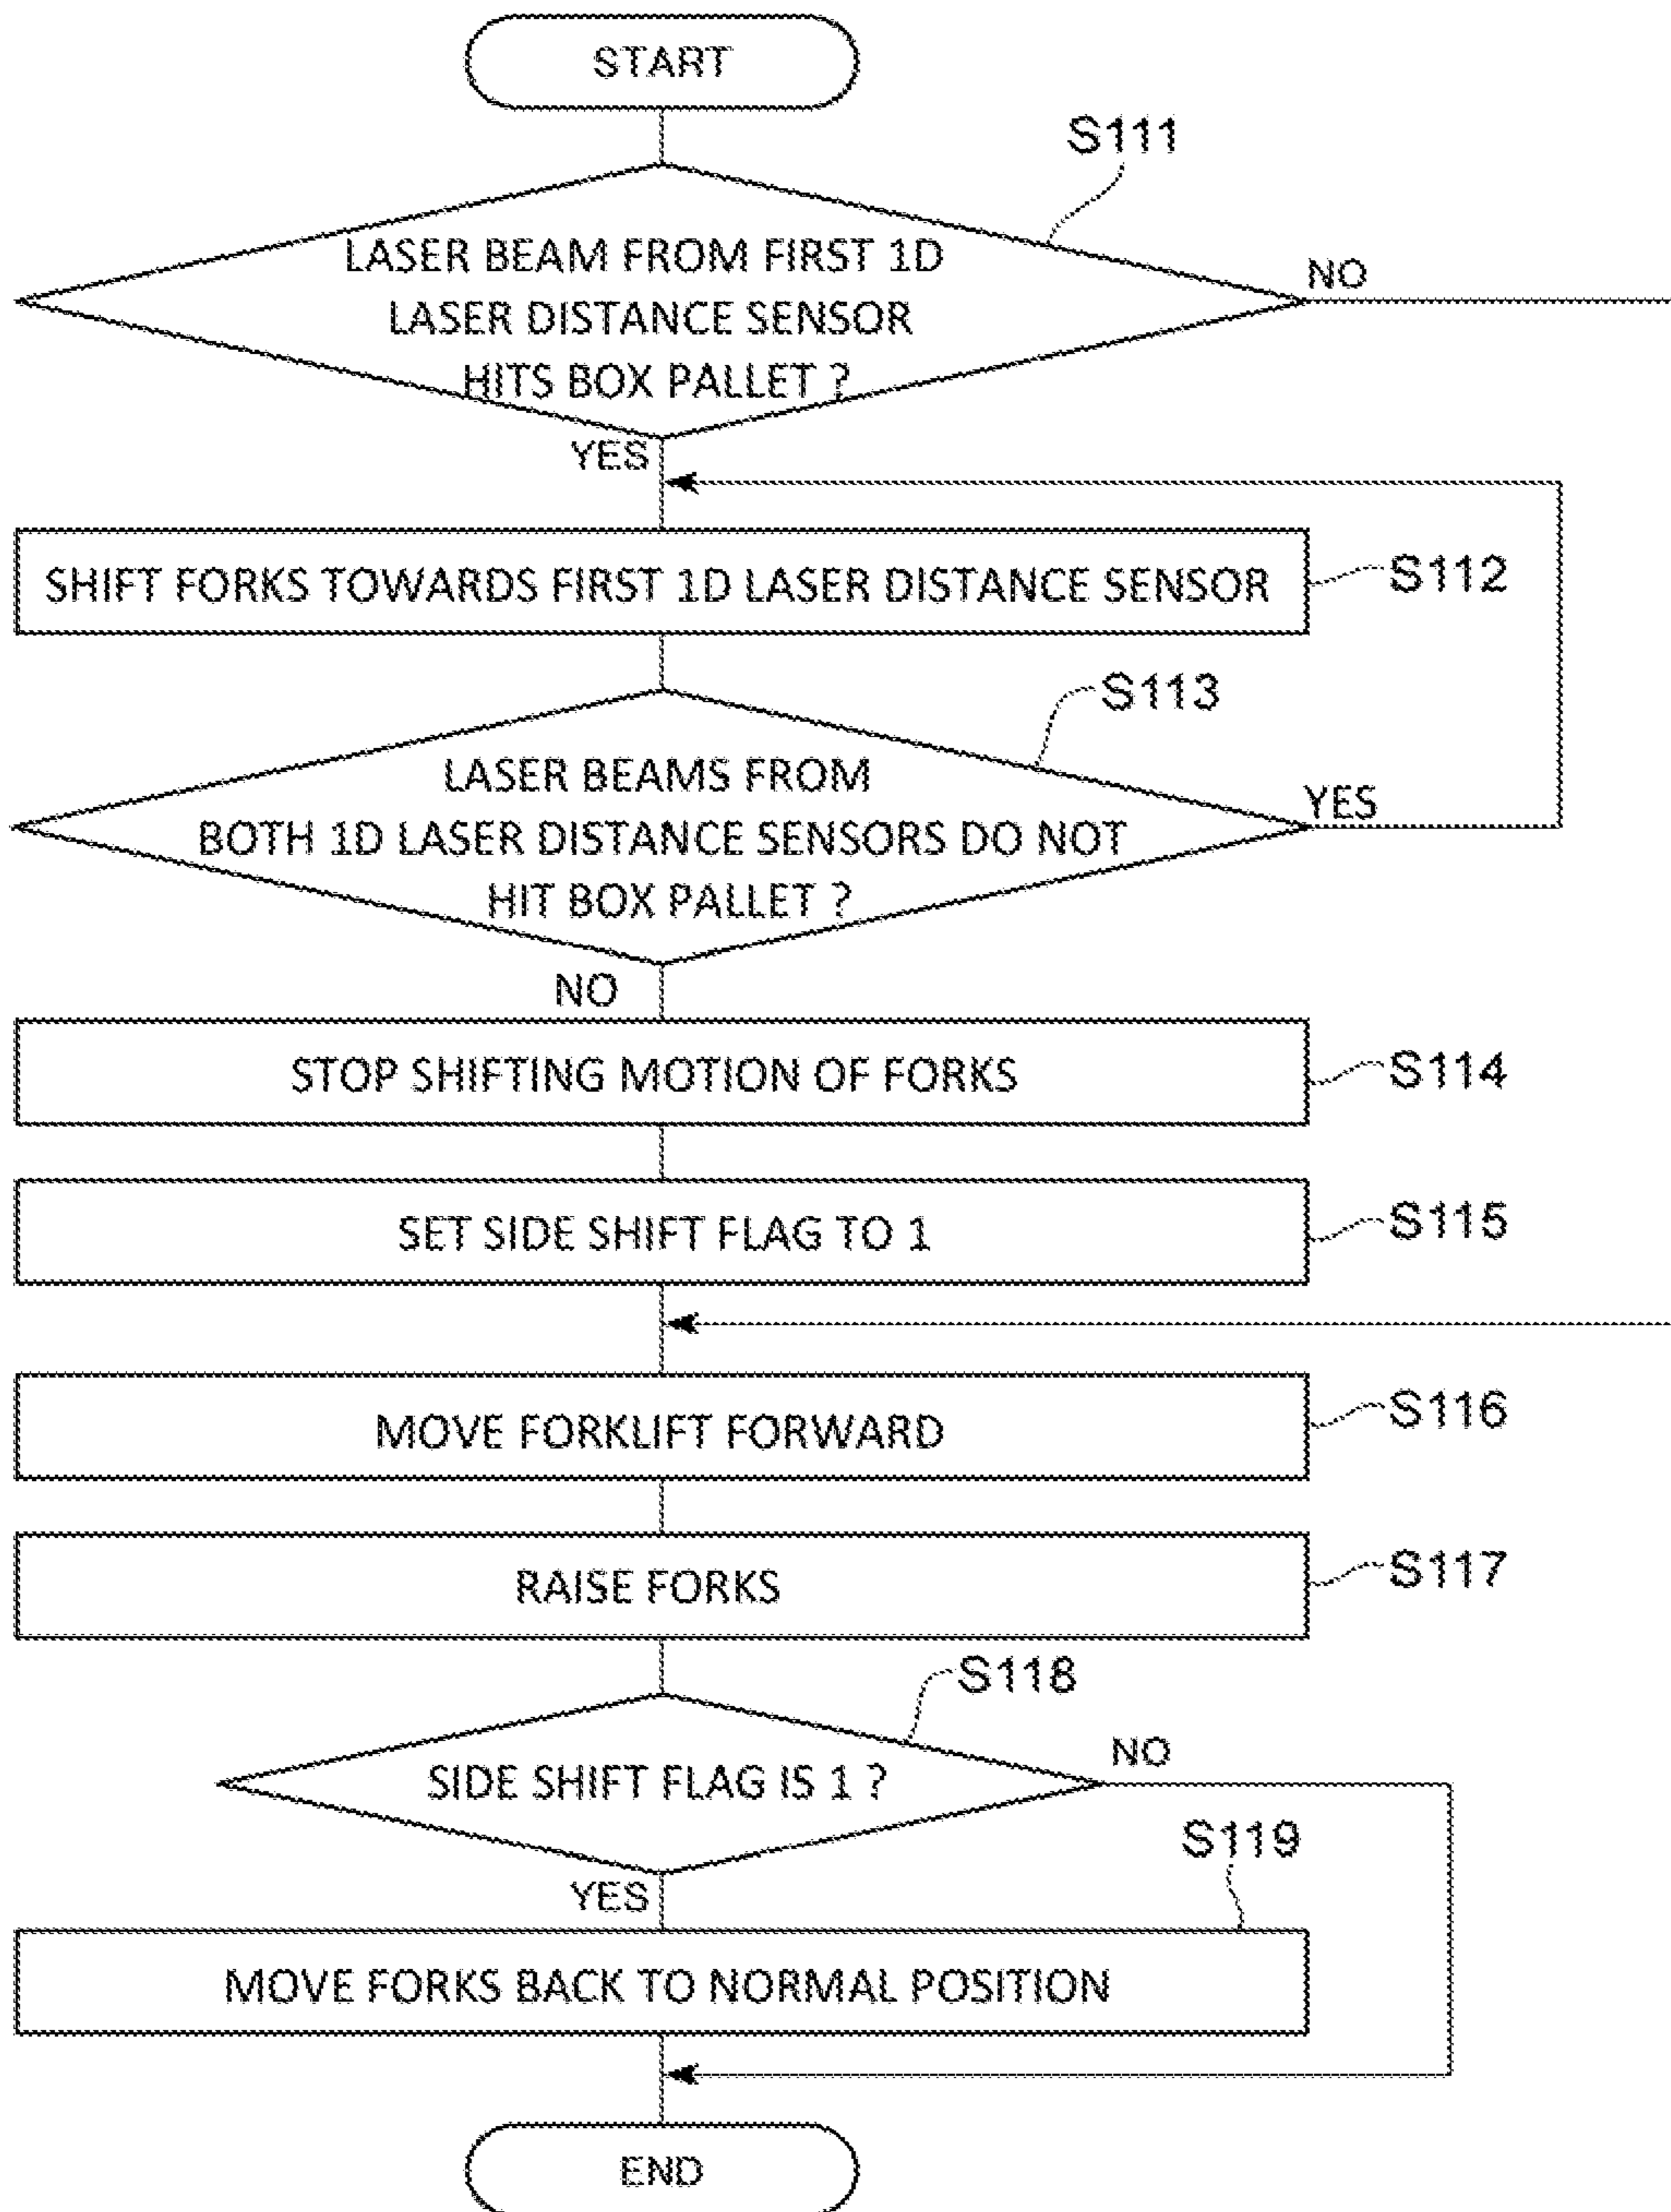 START
S111
LASER BEAM FROM FIRST 1D
LASER DISTANCE SENSOR
HITS BOX PALLET ?
NO
YES
SHIFT FORKS TOWARDS FIRST 1D LASER DISTANCE SENSOR
S112
S113
LASER BEAMS FROM
BOTH 1D LASER DISTANCE SENSORS DO NOT
HIT BOX PALLET ?
YES
NO
STOP SHIFTING MOTION OF FORKS
S114
SET SIDE SHIFT FLAG TO 1
S115
MOVE FORKLIFT FORWARD
S116
RAISE FORKS
S117
S118
SIDE SHIFT FLAG IS 1 ?
NO
YES
S119
MOVE FORKS BACK TO NORMAL POSITION
END